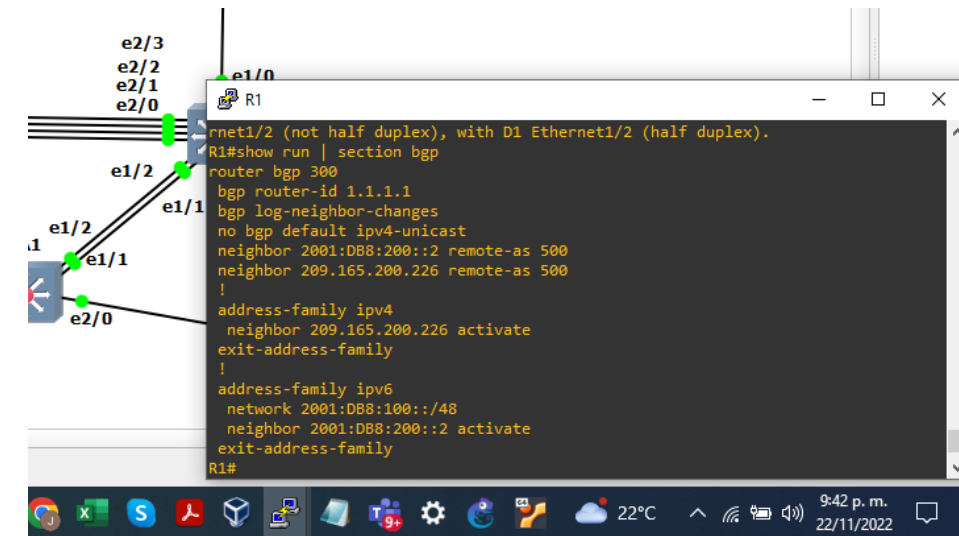 e2/3
e2/2
e2/1
e2/0
e1/0
e1/2
e1/1
e1/2
1
e1/1
e2/0
R1
rnet1/2 (not half duplex), with D1 Ethernet1/2 (half duplex).
R1#show run | section bgp
router bgp 300
bgp router-id 1.1.1.1
bgp log-neighbor-changes
no bgp default ipv4-unicast
neighbor 2001:DB8:200::2 remote-as 500
neighbor 209.165.200.226 remote-as 500
!
address-family ipv4
neighbor 209.165.200.226 activate
exit-address-family
!
address-family ipv6
network 2001:DB8:100::/48
neighbor 2001:DB8:200::2 activate
exit-address-family
R1#
22°C
9:42 p. m.
22/11/2022
9+
64
J
X
S